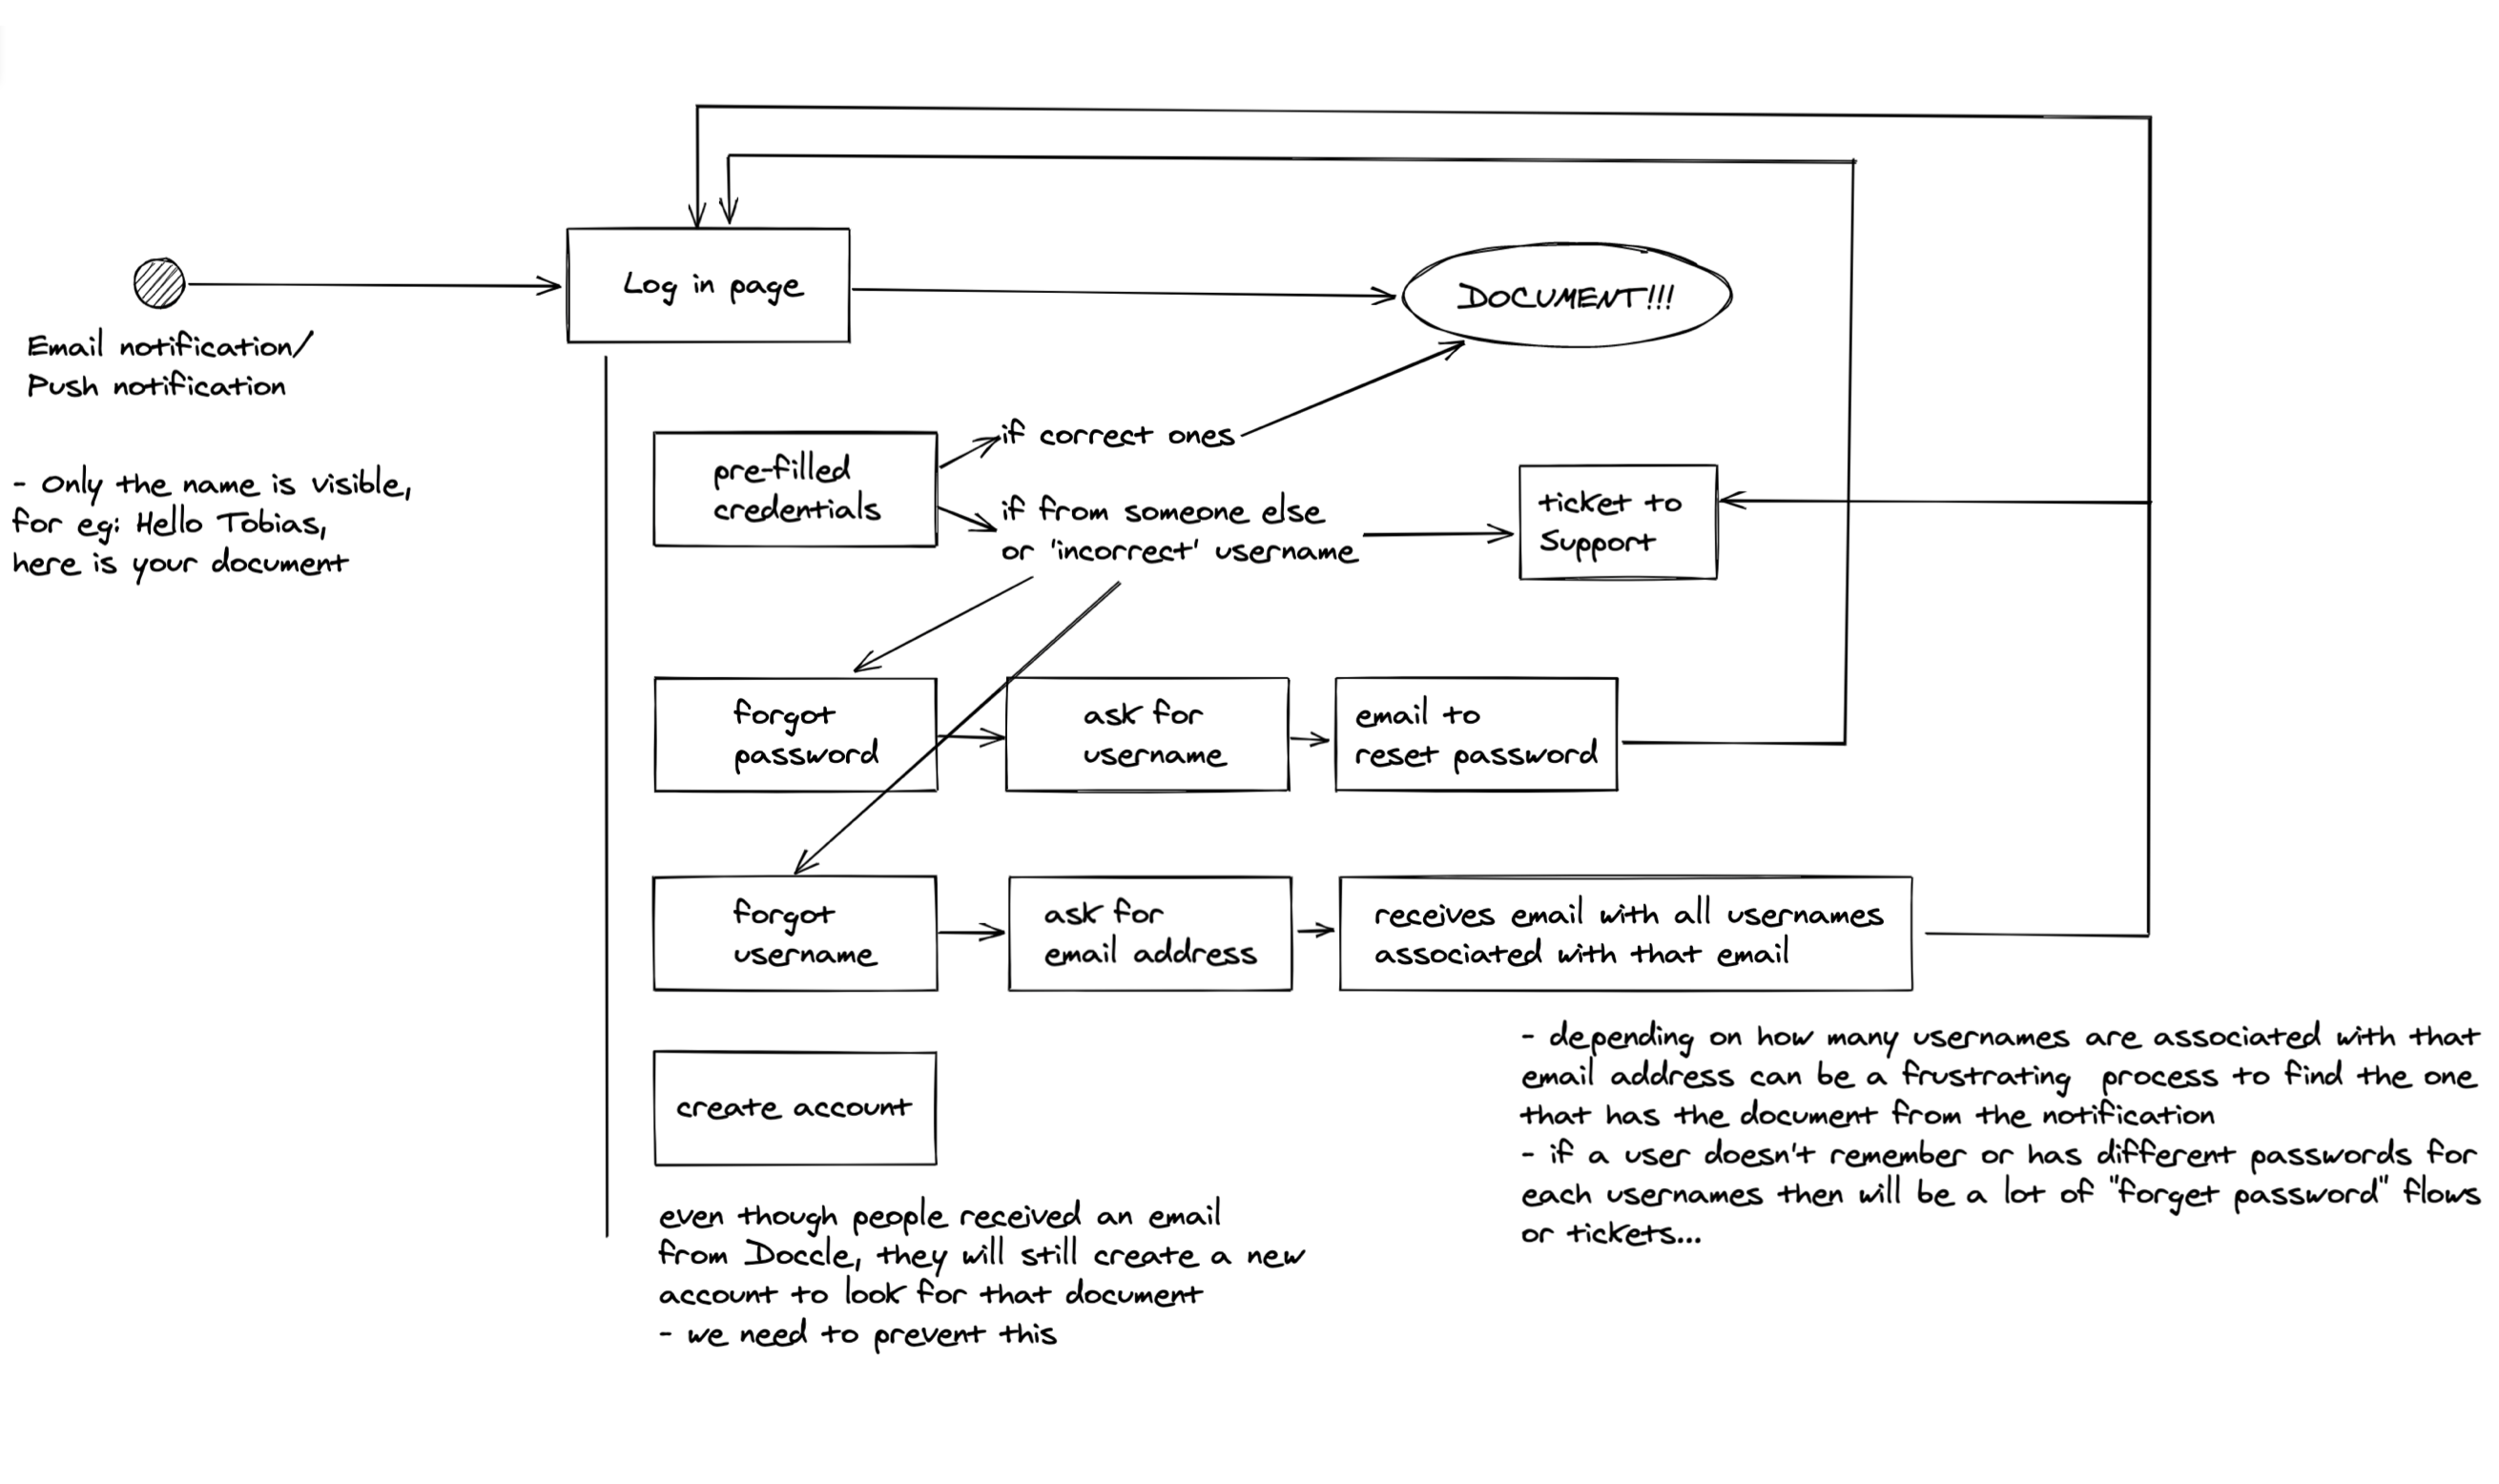 Log in page
DOCUMENT!!!
Email notification/
Push notification
- Only the name is visible,
for eg: Hello Tobias,
here is your document
pre-filled
credentials
if correct ones
if from someone else
or 'incorrect' username
ticket to
Support
forgot
password
ask for
username
email to
reset password
forgot
username
ask for
email address
receives email with all usernames
associated with that email
- depending on how many usernames are associated with that
email address can be a frustrating process to find the one
that has the document from the notification
- if a user doesn't remember or has different passwords for
each usernames then will be a lot of "forget password" flows
or tickets...
create account
even though people received an email
from Doccle, they will still create a new
account to look for that document
- we need to prevent this